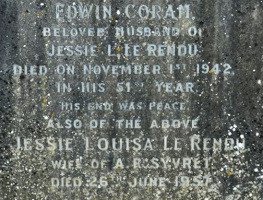 EDWIN CORAM
BELOVED HUSBAND OF
JESSIE L. LE RENDU
DIED ON NOVEMBER 1ST 1942,
IN HIS 51ST YEAR.
HIS END WAS PEACE.
ALSO OF THE ABOVE
JESSIE LOUISA LE RENDU
WIFE OF A. P. SYVRET
DIED 26TH JUNE 1957